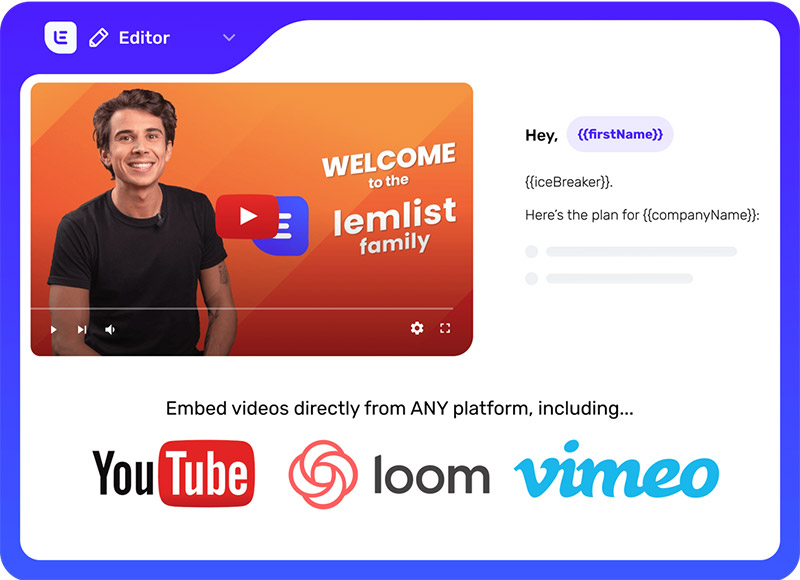 Editor
WELCOME
to the
lemlist
family
Hey, {{firstName}}
{{iceBreaker}}.
Here's the plan for {{companyName}}:
Embed videos directly from ANY platform, including...
YouTube
loom
vimeo